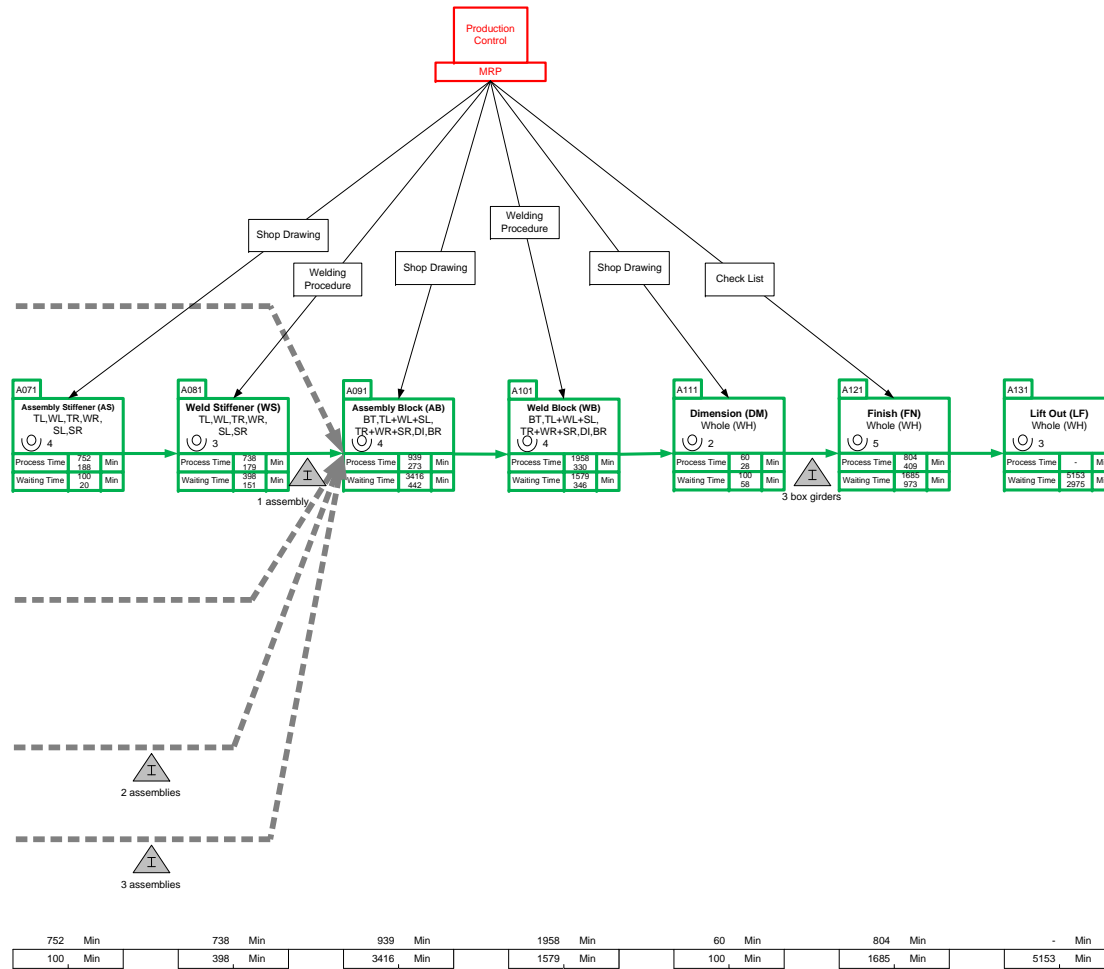 Production
Control
MRP
Shop Drawing
Welding
Procedure
Shop Drawing
Welding
Procedure
Shop Drawing
Check List
A071
Assembly Stiffener (AS)
TL,WL,TR,WR,
SL,SR
4
Process Time 752 Min
188
Waiting Time 100 Min
20
A081
Weld Stiffener (WS)
TL,WL,TR,WR,
SL,SR
3
Process Time 738 Min
179
Waiting Time 398 Min
151
I
1 assembly
A091
Assembly Block (AB)
BT,TL+WL+SL,
TR+WR+SR,DI,BR
4
Process Time 939 Min
273
Waiting Time 3416 Min
442
A101
Weld Block (WB)
BT,TL+WL+SL,
TR+WR+SR,DI,BR
4
Process Time 1958 Min
330
Waiting Time 1579 Min
346
A111
Dimension (DM)
Whole (WH)
2
Process Time 60 Min
28
Waiting Time 100 Min
58
I
3 box girders
A121
Finish (FN)
Whole (WH)
5
Process Time 804 Min
409
Waiting Time 1685 Min
973
A131
Lift Out (LF)
Whole (WH)
3
Process Time - Min
Waiting Time 5153 Min
2975
I
2 assemblies
I
3 assemblies
752 Min 738 Min 939 Min 1958 Min 60 Min 804 Min - Min
100 Min 398 Min 3416 Min 1579 Min 100 Min 1685 Min 5153 Min